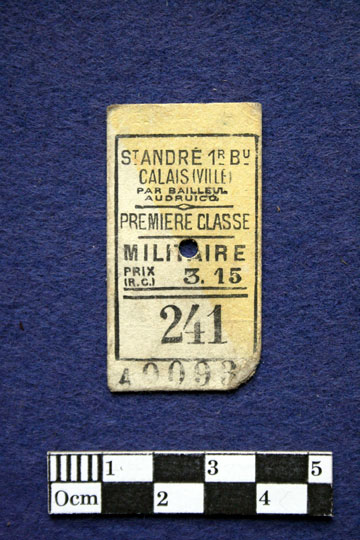 ST ANDRÉ 1R BU
CALAIS (VILLE)
PAR BAILLEUL
AUDRUICQ
PREMIERE CLASSE
MILITAIRE
PRIX
(R.C.) 3.15
241
A0093
1 3 5
0cm 2 4